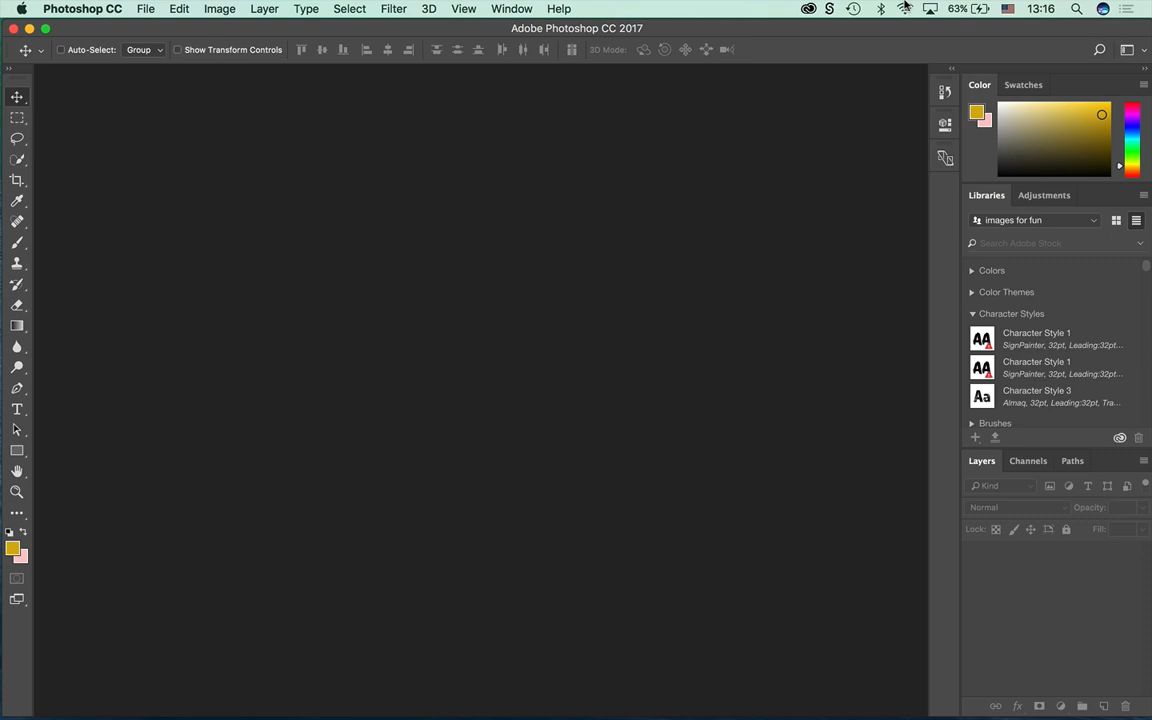 Photoshop CC File Edit Image Layer Type Select Filter 3D View Window Help 63% 13:16
Adobe Photoshop CC 2017
Auto-Select: Group Show Transform Controls 3D Mode:
Color Swatches
Libraries Adjustments
images for fun
Search Adobe Stock
Colors
Color Themes
Character Styles
AA Character Style 1
SignPainter, 32pt, Leading:32pt...
AA Character Style 1
SignPainter, 32pt, Leading:32pt...
Aa Character Style 3
Almaq, 32pt, Leading:32pt, Tra...
Brushes
Layers Channels Paths
Kind
Normal Opacity:
Lock: Fill: